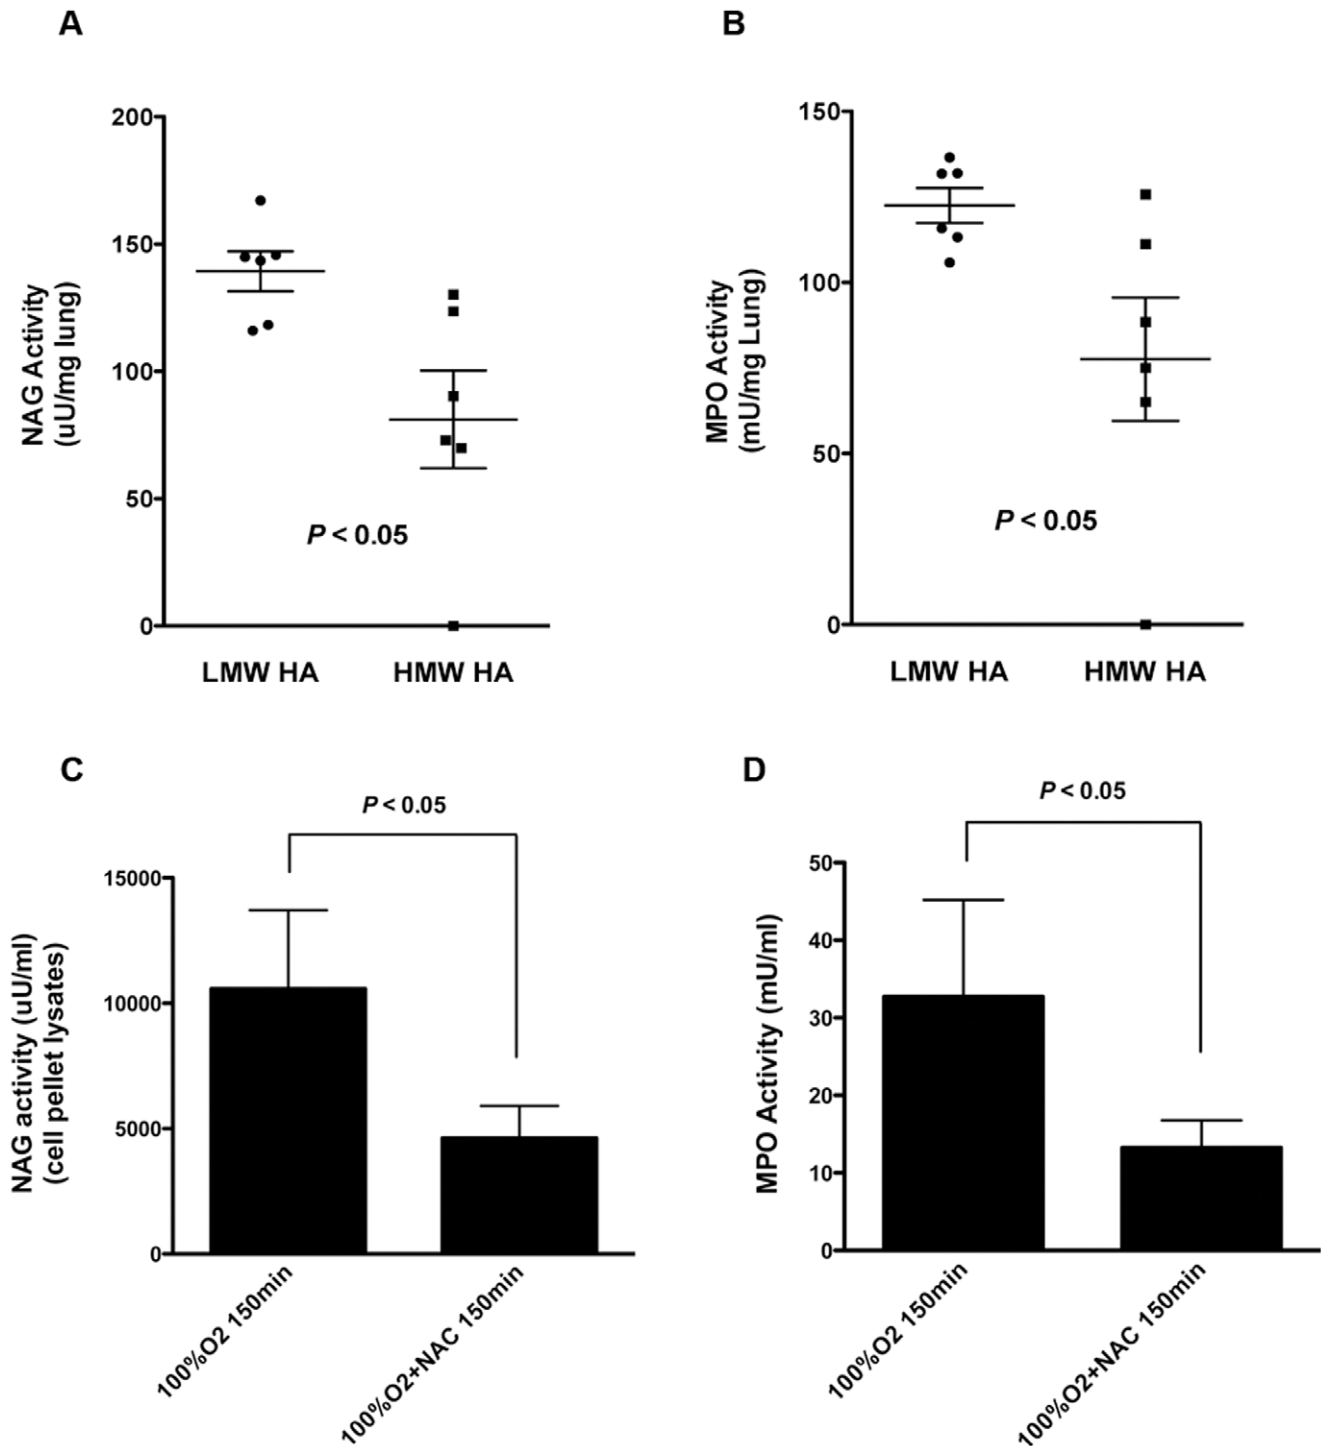 A
200
150
100
50
0
NAG Activity
(uU/mg lung)
P < 0.05
LMW HA
HMW HA
B
150
100
50
0
MPO Activity
(mU/mg Lung)
P < 0.05
LMW HA
HMW HA
C
P < 0.05
15000
10000
5000
0
NAG activity (uU/ml)
(cell pellet lysates)
100%O2 150min
100%O2+NAC 150min
D
P < 0.05
50
40
30
20
10
0
MPO Activity (mU/ml)
100%O2 150min
100%O2+NAC 150min